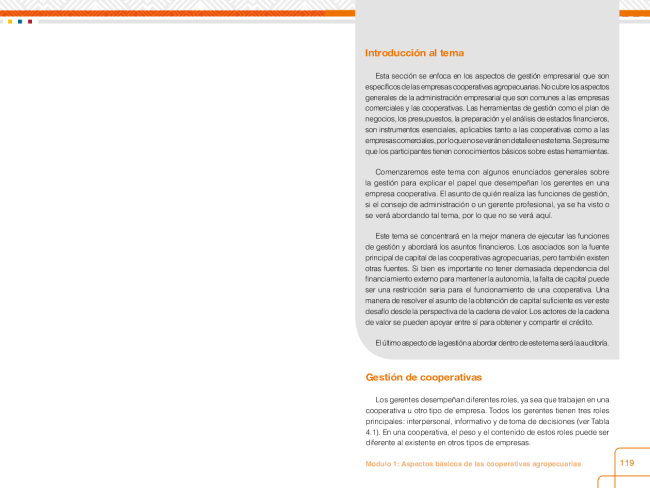 Introducción al tema
Esta sección se enfoca en los aspectos de gestión empresarial que son
específicos de las empresas cooperativas agropecuarias. No cubre los aspectos
generales de la administración empresarial que son comunes a las empresas
comerciales y las cooperativas. Las herramientas de gestión como el plan de
negocios, los presupuestos, la preparación y el análisis de estados financieros,
son instrumentos esenciales, aplicables tanto a las cooperativas como a las
empresas comerciales, por lo que no se verán en detalle en este tema. Se presume
que los participantes tienen conocimientos básicos sobre estas herramientas.
Comenzaremos este tema con algunos enunciados generales sobre
la gestión para explicar el papel que desempeñan los gerentes en una
empresa cooperativa. El asunto de quién realiza las funciones de gestión,
si el consejo de administración o un gerente profesional, ya se ha visto o
se verá abordando tal tema, por lo que no se verá aquí.
Este tema se concentrará en la mejor manera de ejecutar las funciones
de gestión y abordará los asuntos financieros. Los asociados son la fuente
principal de capital de las cooperativas agropecuarias, pero también existen
otras fuentes. Si bien es importante no tener demasiada dependencia del
financiamiento externo para mantener la autonomía, la falta de capital puede
ser una restricción seria para el funcionamiento de una cooperativa. Una
manera de resolver el asunto de la obtención de capital suficiente es ver este
desafío desde la perspectiva de la cadena de valor. Los actores de la cadena
de valor se pueden apoyar entre sí para obtener y compartir el crédito.
El último aspecto de la gestión a abordar dentro de este tema será la auditoría.
Gestión de cooperativas
Los gerentes desempeñan diferentes roles, ya sea que trabajen en una
cooperativa u otro tipo de empresa. Todos los gerentes tienen tres roles
principales: interpersonal, informativo y de toma de decisiones (ver Tabla
4.1). En una cooperativa, el peso y el contenido de estos roles puede ser
diferente al existente en otros tipos de empresas.
Modulo 1: Aspectos básicos de las cooperativas agropecuarias
119